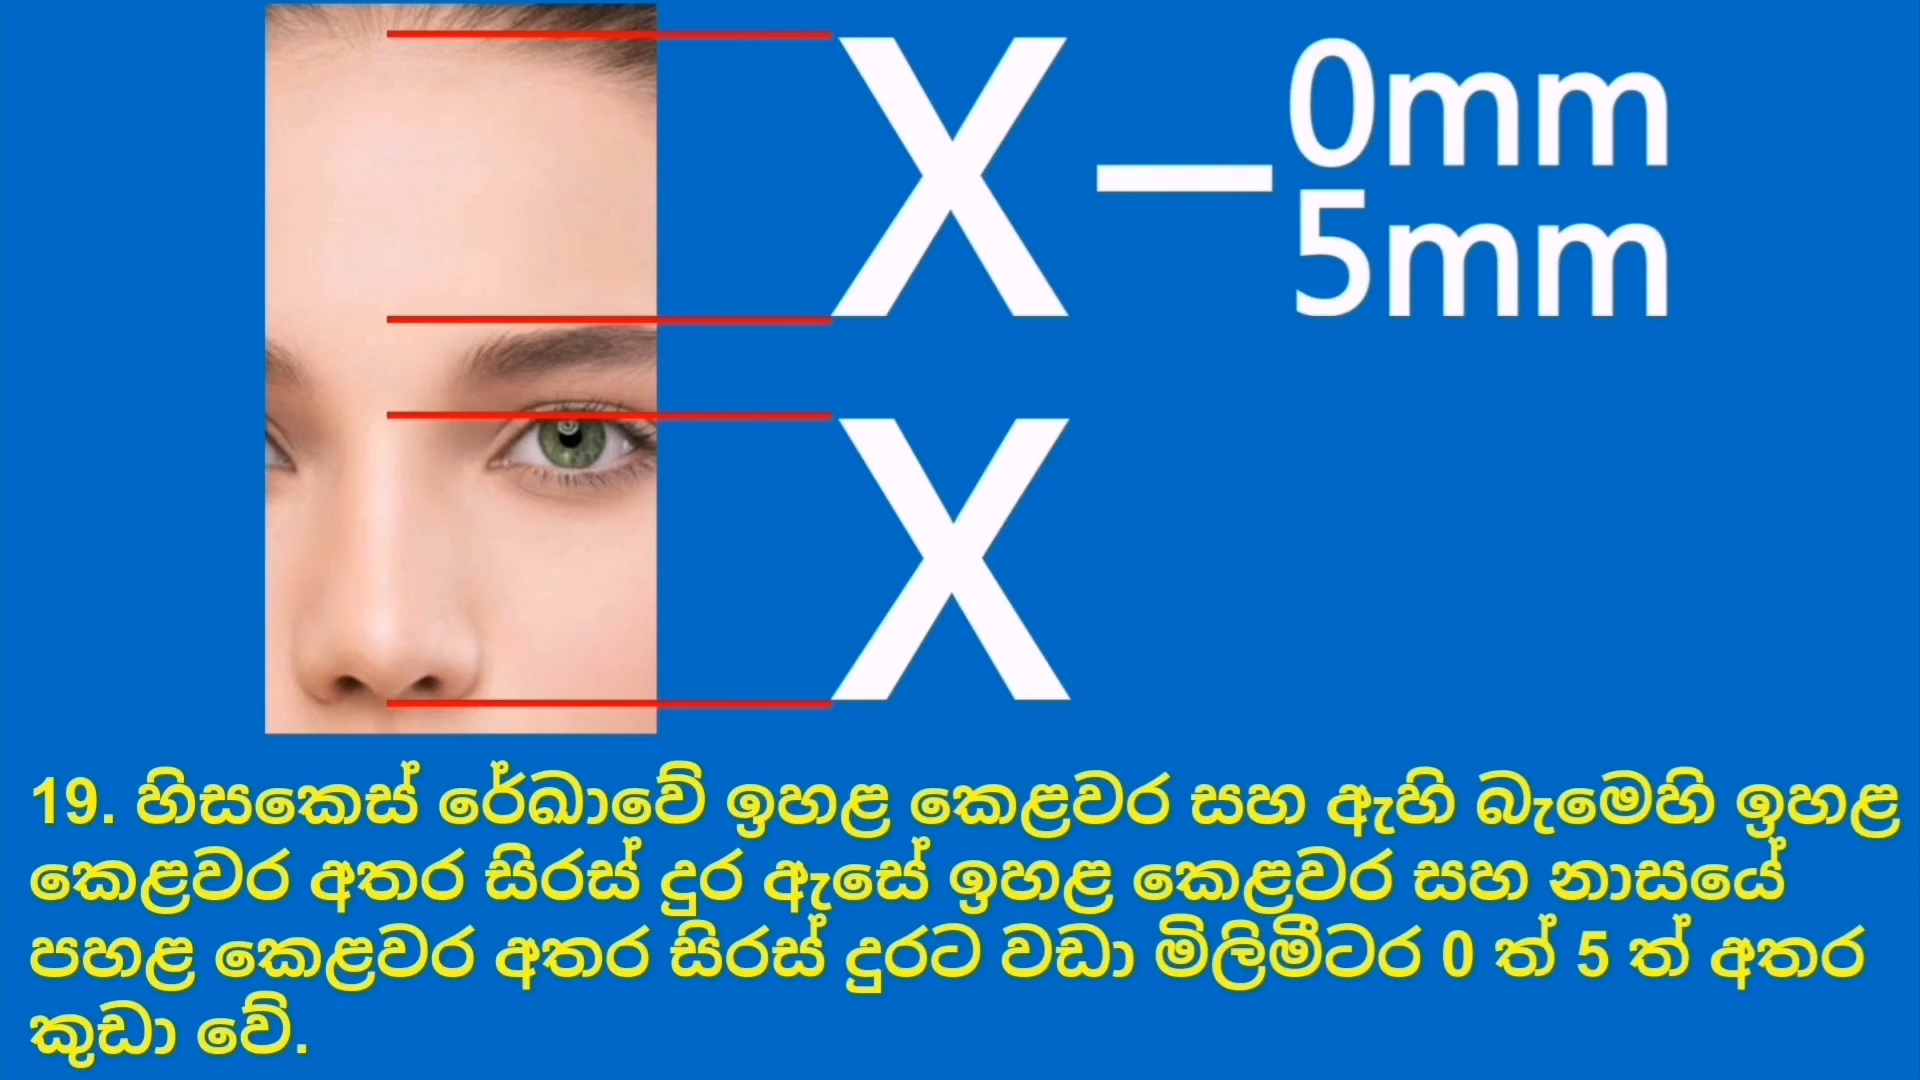 X – 0mm
5mm
X
19. හිසකෙස් රේඛාවේ ඉහළ කෙළවර සහ ඇහි බැමෙහි ඉහළ
කෙළවර අතර සිරස් දුර ඇසේ ඉහළ කෙළවර සහ නාසයේ
පහළ කෙළවර අතර සිරස් දුරට වඩා මිලිමීටර 0 ත් 5 ත් අතර
කුඩා වේ.